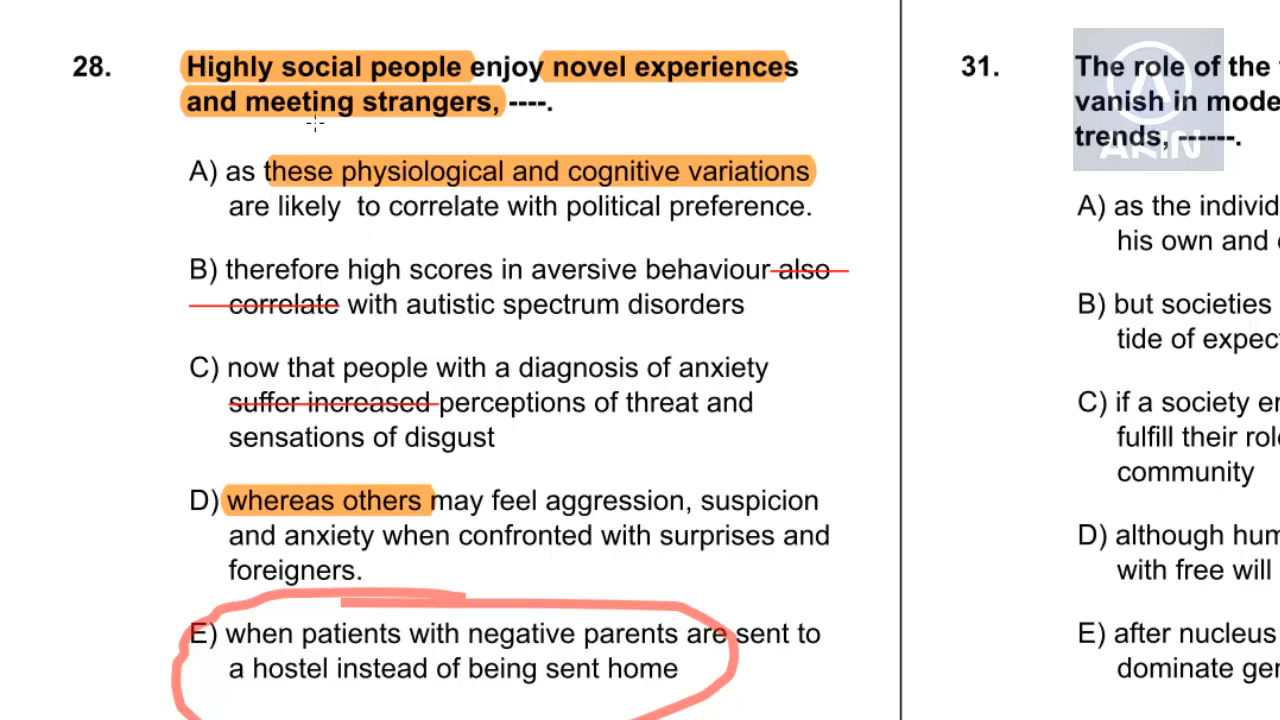 28. Highly social people enjoy novel experiences
and meeting strangers, ----.
A) as these physiological and cognitive variations
are likely to correlate with political preference.
B) therefore high scores in aversive behaviour also
correlate with autistic spectrum disorders
C) now that people with a diagnosis of anxiety
suffer increased perceptions of threat and
sensations of disgust
D) whereas others may feel aggression, suspicion
and anxiety when confronted with surprises and
foreigners.
E) when patients with negative parents are sent to
a hostel instead of being sent home
31. The role of the
vanish in mode
trends, ------.
AKIN
A) as the individ
his own and
B) but societies
tide of expect
C) if a society
fulfill their role
community
D) although hum
with free will
E) after nucleus
dominate ger